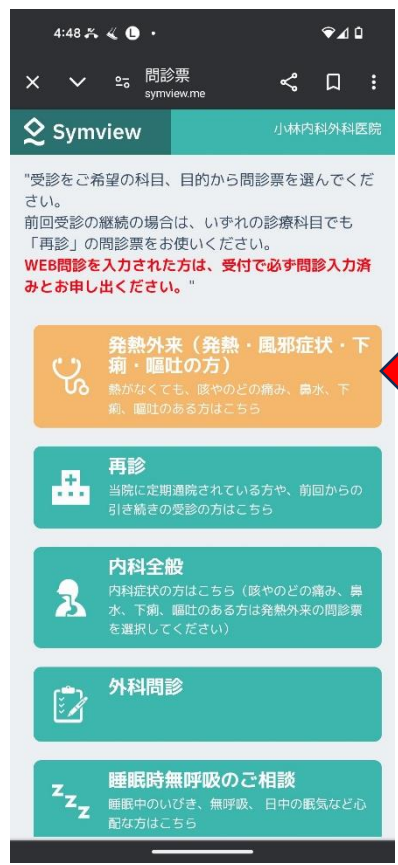 4:48
問診票
symview.me
Symview
小林内科外科医院
"受診をご希望の科目、目的から問診票を選んでくだ
さい。
前回受診の継続の場合は、いずれの診療科目でも
「再診」の問診票をお使いください。
WEB問診を入力された方は、受付で必ず問診入力済
みとお申し出ください。"
発熱外来（発熱・風邪症状・下
痢・嘔吐の方）
熱がなくても、咳やのどの痛み、鼻水、下
痢、嘔吐のある方はこちら
再診
当院に定期通院されている方や、前回からの
引き続きの受診の方はこちら
内科全般
内科症状の方はこちら（咳やのどの痛み、鼻
水、下痢、嘔吐のある方は発熱外来の問診票
を選択してください）
外科問診
睡眠時無呼吸のご相談
睡眠中のいびき、無呼吸、 日中の眠気など心
配な方はこちら
zzz